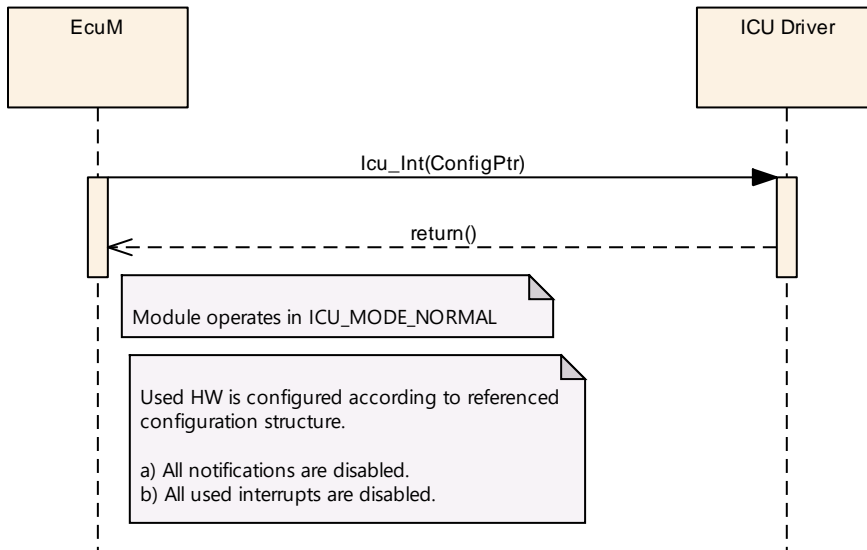 EcuM
ICU Driver
Icu_Int(ConfigPtr)
return()
Module operates in ICU_MODE_NORMAL
Used HW is configured according to referenced
configuration structure.
a) All notifications are disabled.
b) All used interrupts are disabled.